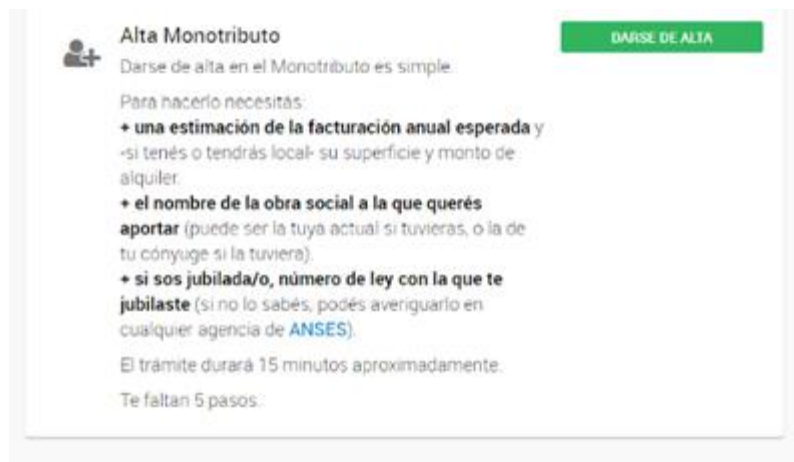 Alta Monotributo
DARSE DE ALTA
Darse de alta en el Monotributo es simple.
Para hacerlo necesitás:
+ una estimación de la facturación anual esperada y
-si tenés o tendrás local- su superficie y monto de
alquiler.
+ el nombre de la obra social a la que querés
aportar (puede ser la tuya actual si tuvieras, o la de
tu cónyuge si la tuviera).
+ si sos jubilada/o, número de ley con la que te
jubilaste (si no lo sabés, podés averiguarlo en
cualquier agencia de ANSES).
El trámite durará 15 minutos aproximadamente.
Te faltan 5 pasos.